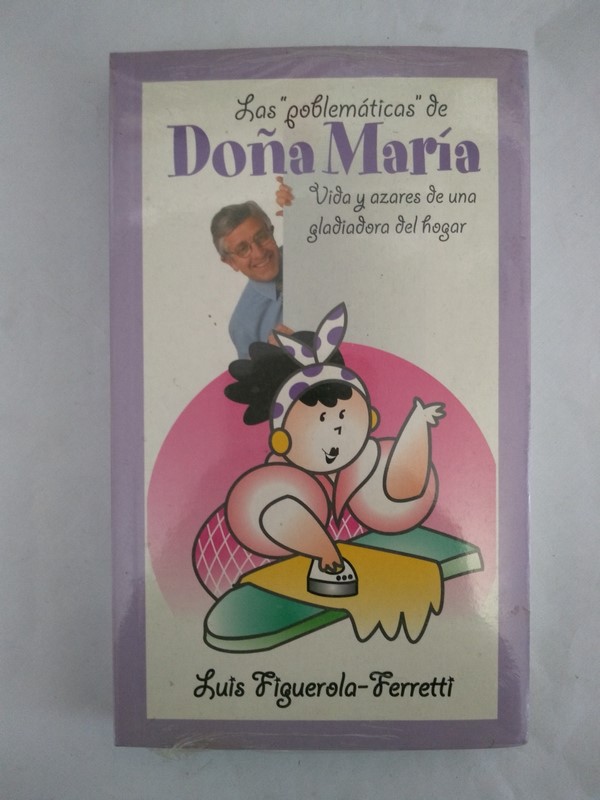 Las "poblemáticas" de
Doña María
Vida y azares de una
gladiadora del hogar
Luis Figuerola-Ferretti